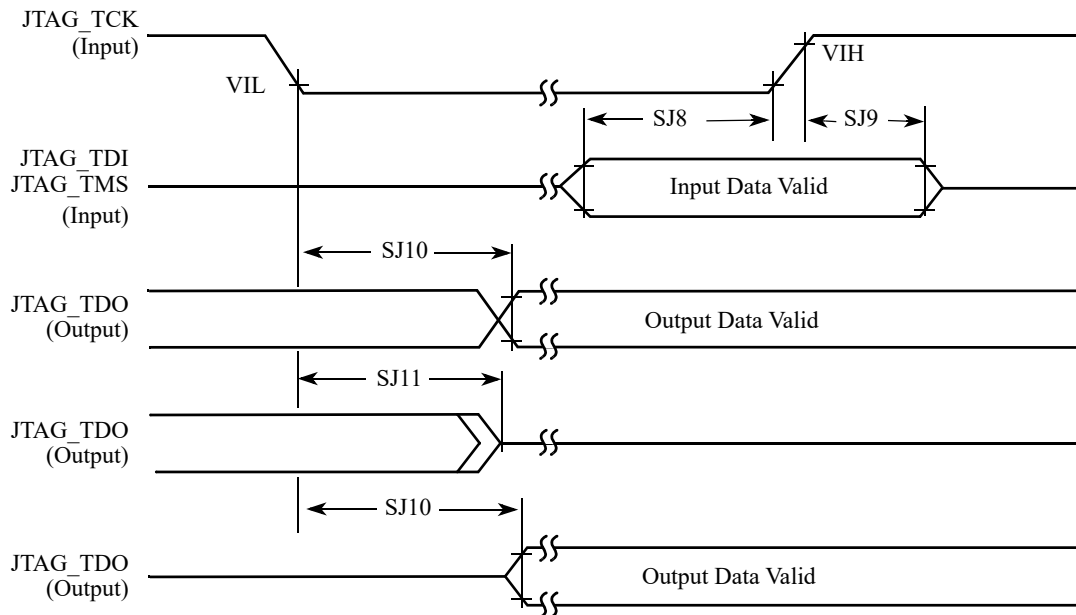 JTAG_TCK
(Input)
VIL
VIH
SJ8
SJ9
JTAG_TDI
JTAG_TMS
(Input)
Input Data Valid
SJ10
JTAG_TDO
(Output)
Output Data Valid
SJ11
JTAG_TDO
(Output)
SJ10
JTAG_TDO
(Output)
Output Data Valid